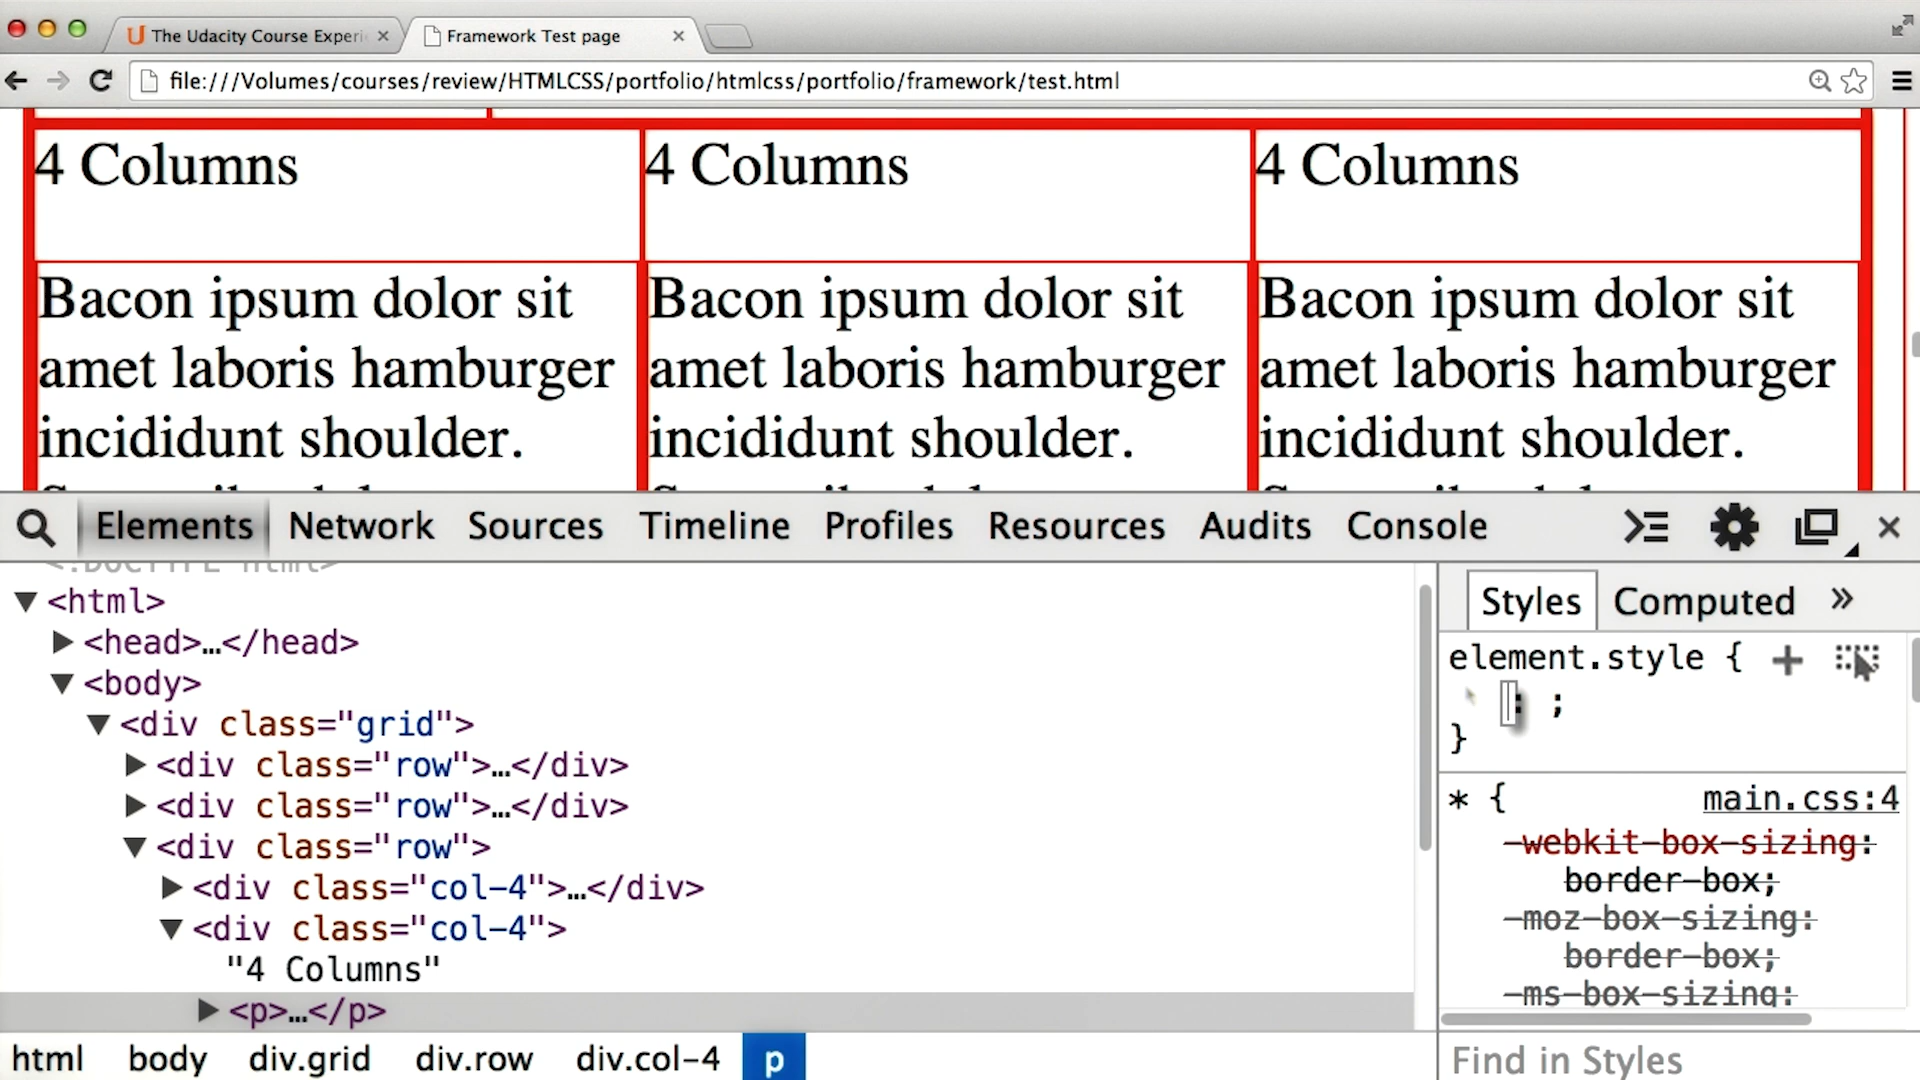 The Udacity Course Experi
Framework Test page
file:///Volumes/courses/review/HTMLCSS/portfolio/htmlcss/portfolio/framework/test.html
4 Columns 4 Columns 4 Columns
Bacon ipsum dolor sit Bacon ipsum dolor sit Bacon ipsum dolor sit
amet laboris hamburger amet laboris hamburger amet laboris hamburger
incididunt shoulder. incididunt shoulder. incididunt shoulder.
Elements Network Sources Timeline Profiles Resources Audits Console
<!DOCTYPE html>
▼<html>
▶<head>…</head>
▼<body>
▼<div class="grid">
▶<div class="row">…</div>
▶<div class="row">…</div>
▼<div class="row">
▶<div class="col-4">…</div>
▼<div class="col-4">
"4 Columns"
▶<p>…</p>
html body div.grid div.row div.col-4 p
Styles Computed »
element.style {
: ;
}
* { main.css:4
-webkit-box-sizing:
border-box;
-moz-box-sizing:
border-box;
-ms-box-sizing:
Find in Styles